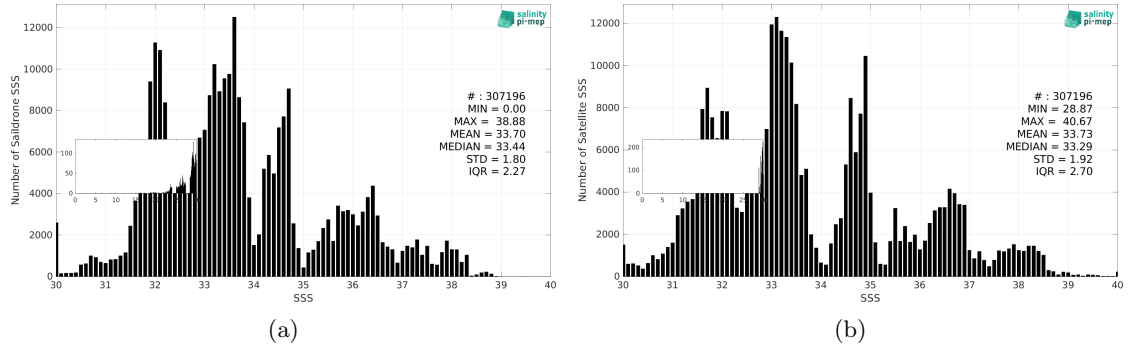 salinity
pi-mep
Number of Saildrone SSS
12000
10000
8000
6000
4000
2000
0
# : 307196
MIN = 0.00
MAX = 38.88
MEAN = 33.70
MEDIAN = 33.44
STD = 1.80
IQR = 2.27
100
50
0
0 5 10 15
30 31 32 33 34 35 36 37 38 39 40
SSS
(a)
salinity
pi-mep
Number of Satellite SSS
12000
10000
8000
6000
4000
2000
0
# : 307196
MIN = 28.87
MAX = 40.67
MEAN = 33.73
MEDIAN = 33.29
STD = 1.92
IQR = 2.70
200
100
0
0 5 10 15 20 25
30 31 32 33 34 35 36 37 38 39 40
SSS
(b)